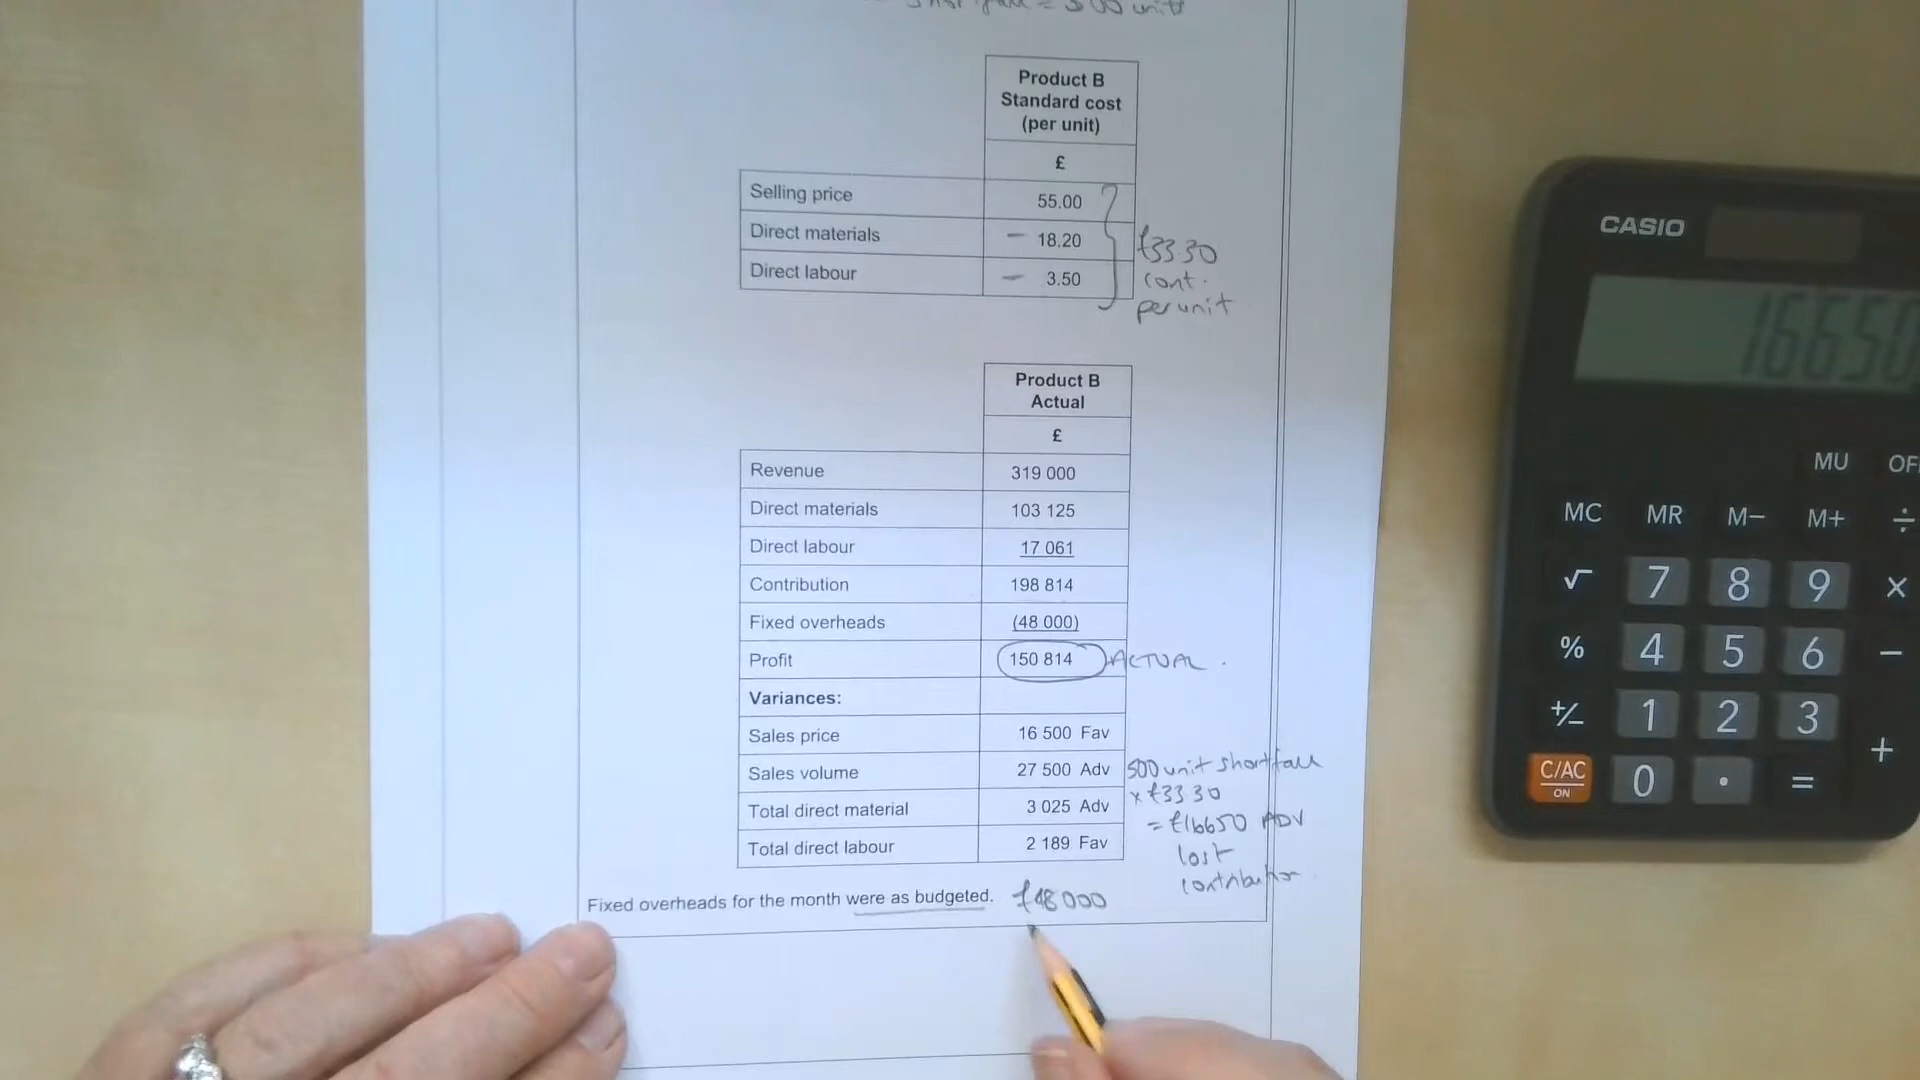 = 500 units
Product B
Standard cost
(per unit)
£
Selling price 55.00
Direct materials - 18.20
Direct labour - 3.50
£33.30
cont.
per unit
Product B
Actual
£
Revenue 319 000
Direct materials 103 125
Direct labour 17 061
Contribution 198 814
Fixed overheads (48 000)
Profit 150 814 ACTUAL.
Variances:
Sales price 16 500 Fav
Sales volume 27 500 Adv 500 unit shortfall
x £33.30
Total direct material 3 025 Adv
= £16650 ADV
Total direct labour 2 189 Fav
lost
contribution
Fixed overheads for the month were as budgeted. £48000
CASIO
16650
MU OFF
MC MR M− M+ ÷
√ 7 8 9 ×
% 4 5 6 −
+/− 1 2 3 +
C/AC
ON
0 · =